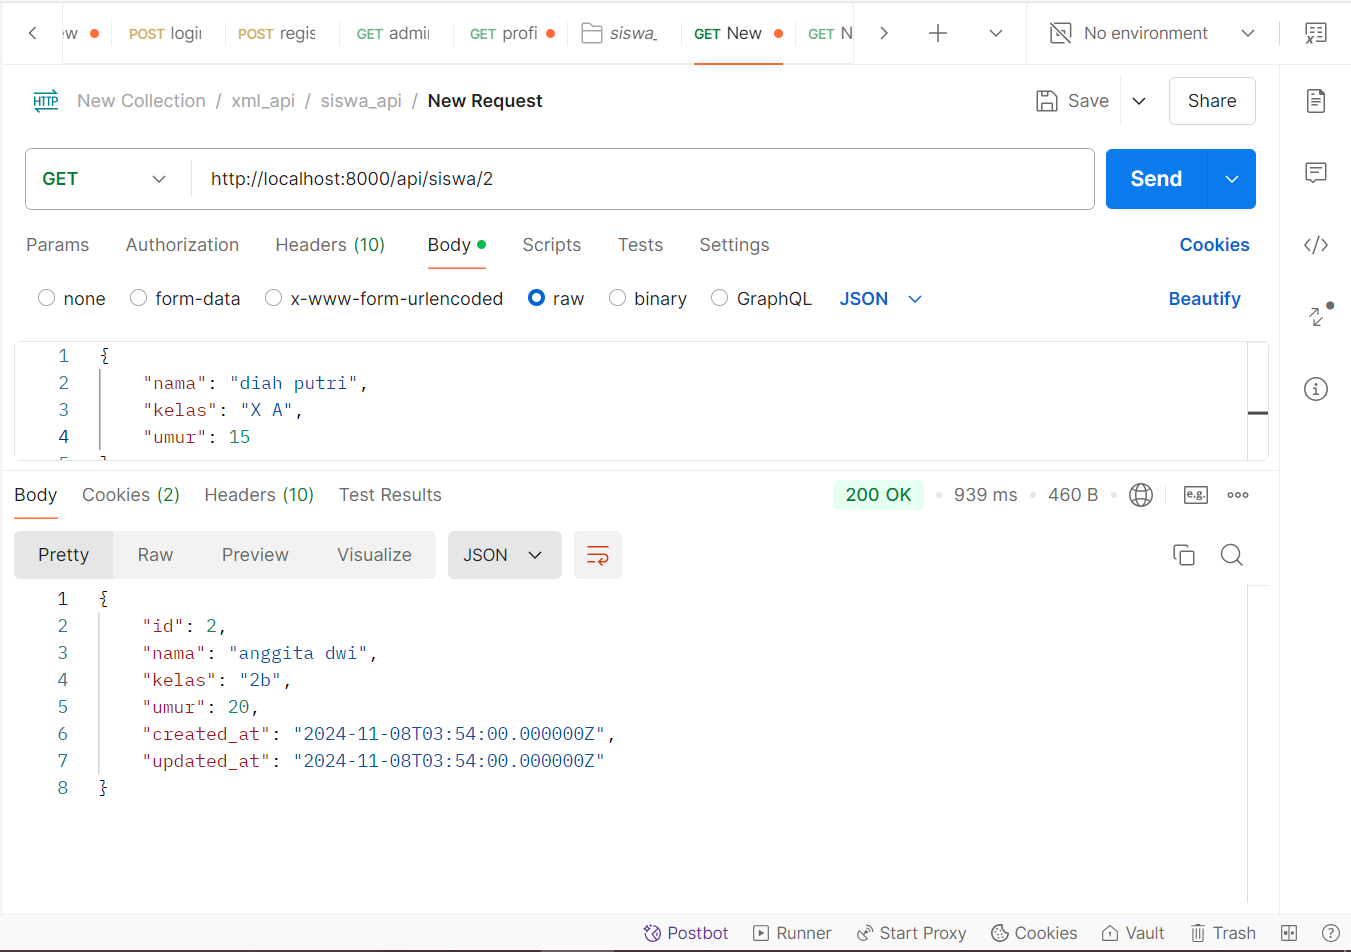 ew POST login POST regis GET admin GET profi siswa_ GET New GET N No environment
HTTP New Collection / xml_api / siswa_api / New Request Save Share
GET http://localhost:8000/api/siswa/2 Send
Params Authorization Headers (10) Body Scripts Tests Settings Cookies
none form-data x-www-form-urlencoded raw binary GraphQL JSON Beautify
1 {
2 "nama": "diah putri",
3 "kelas": "X A",
4 "umur": 15
Body Cookies (2) Headers (10) Test Results 200 OK 939 ms 460 B e.g.
Pretty Raw Preview Visualize JSON
1 {
2 "id": 2,
3 "nama": "anggita dwi",
4 "kelas": "2b",
5 "umur": 20,
6 "created_at": "2024-11-08T03:54:00.000000Z",
7 "updated_at": "2024-11-08T03:54:00.000000Z"
8 }
Postbot Runner Start Proxy Cookies Vault Trash